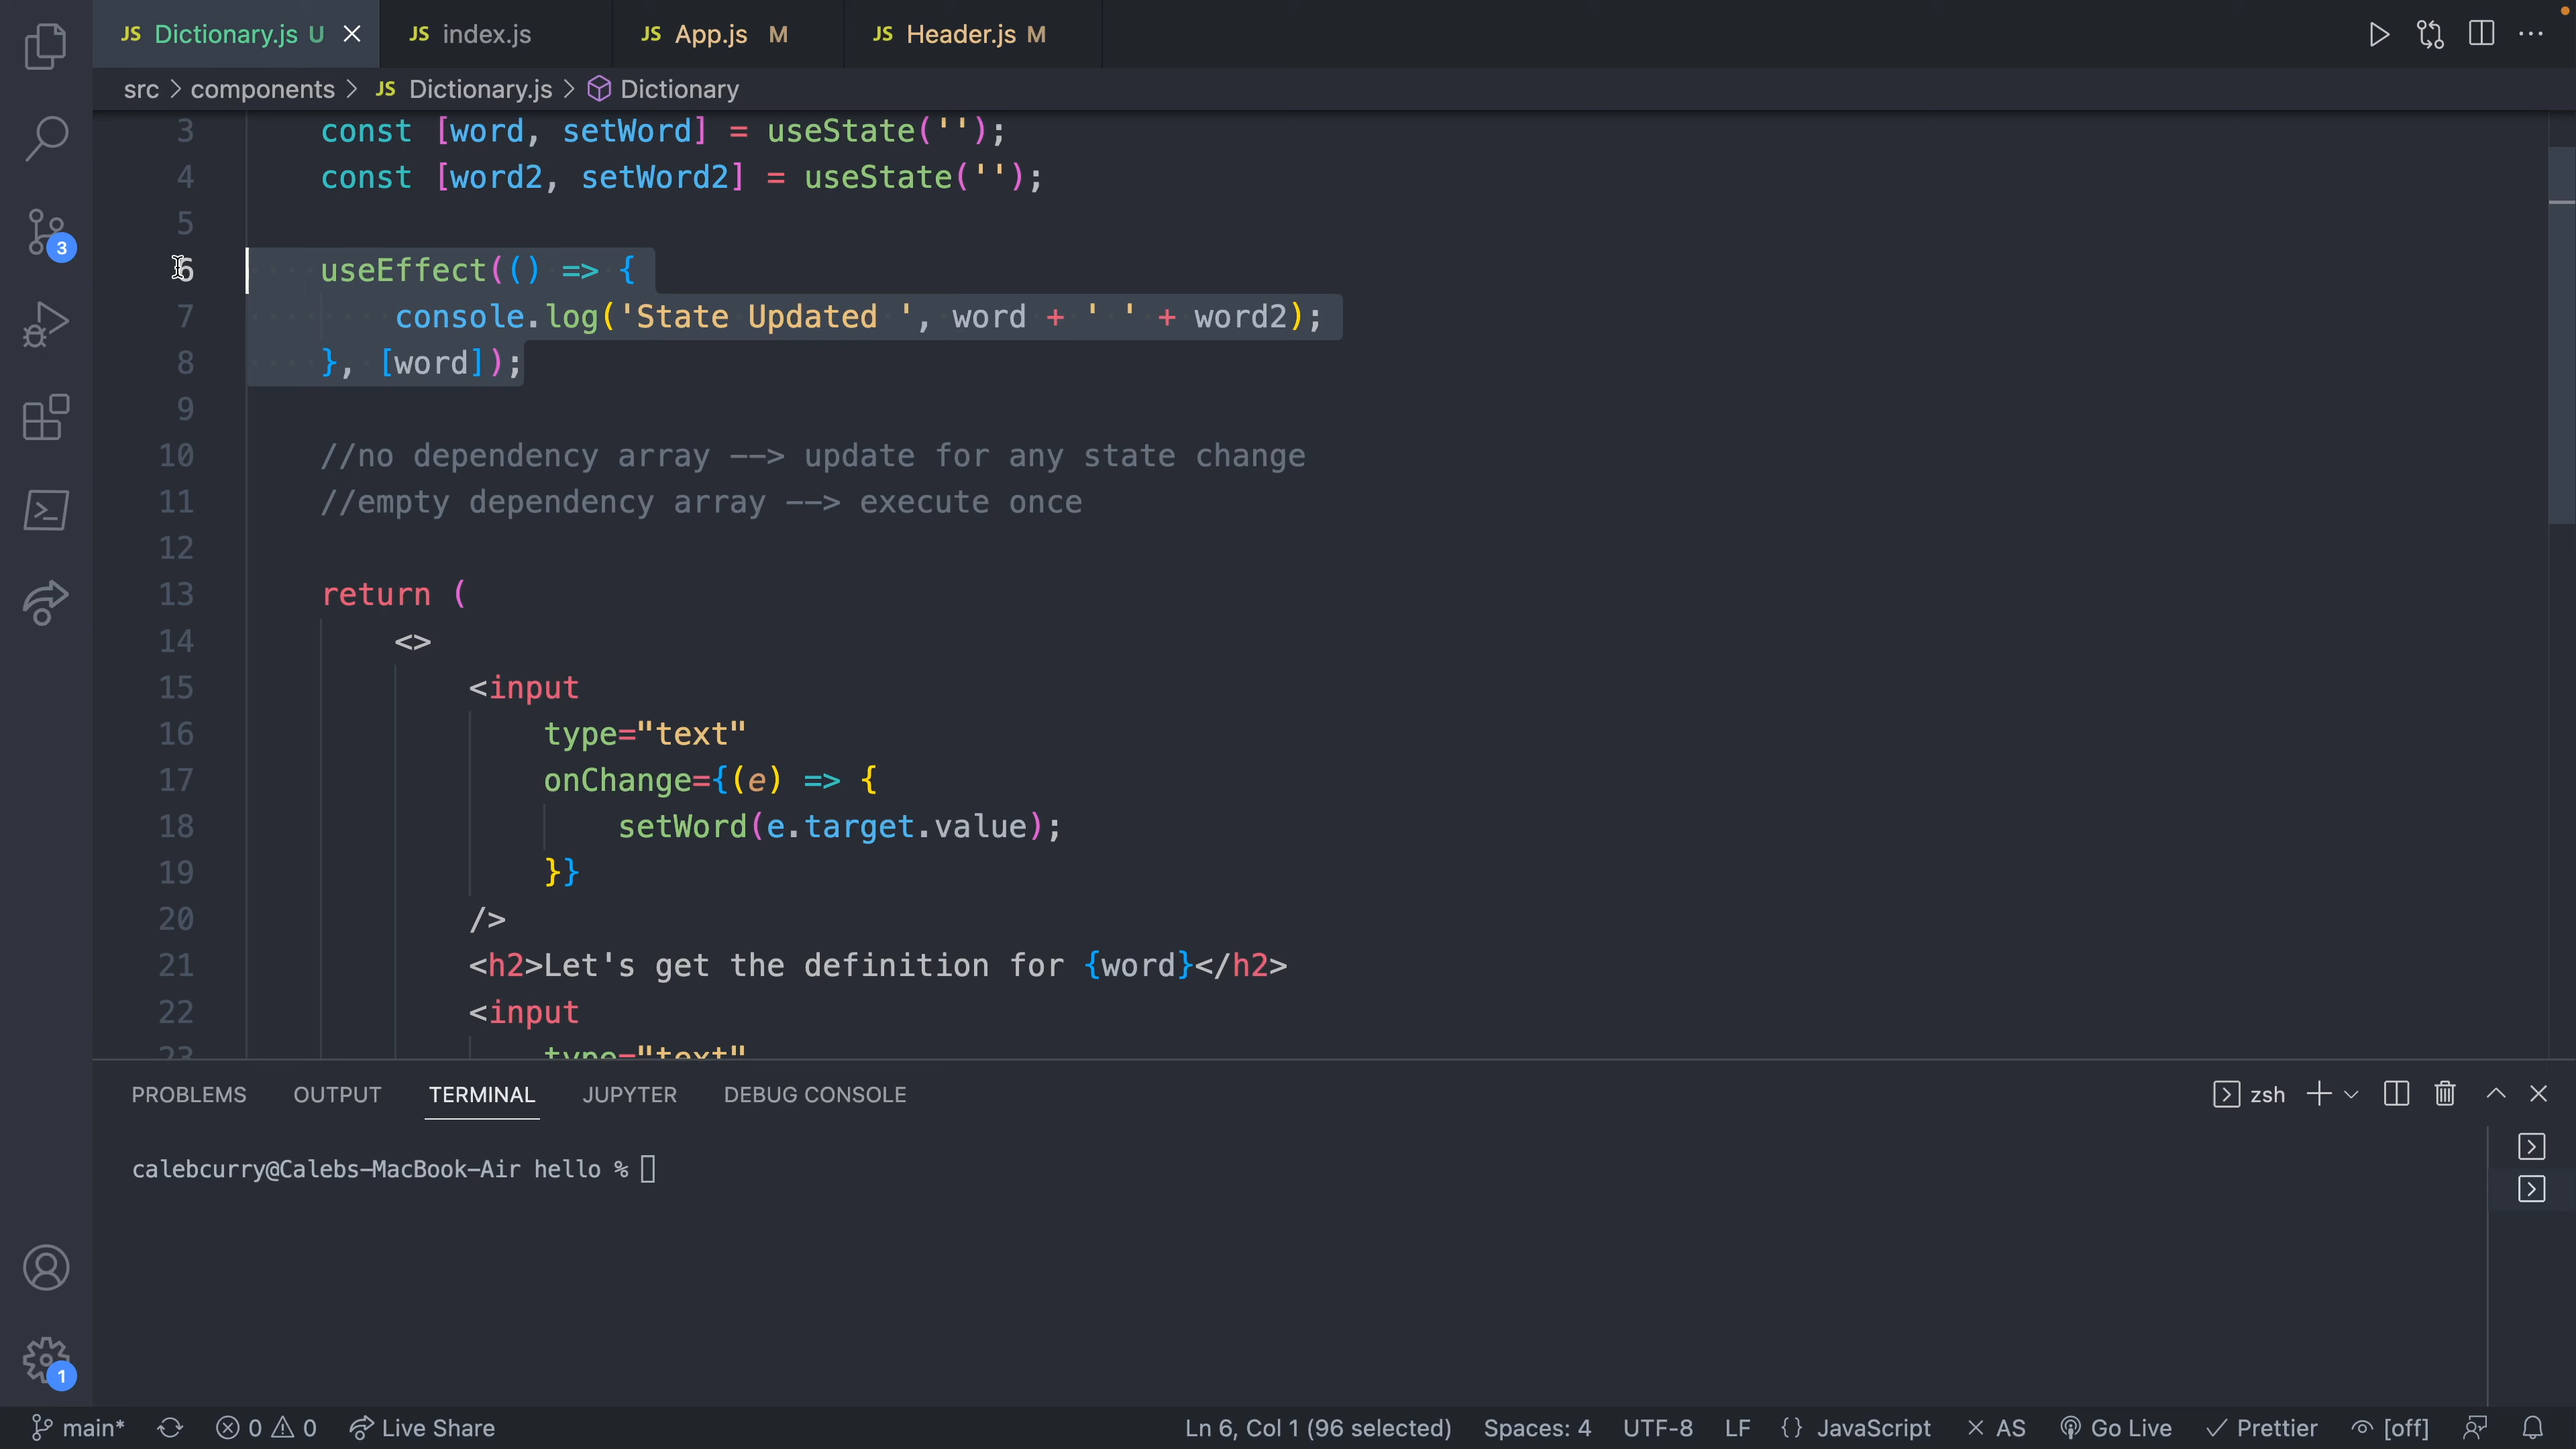 JS Dictionary.js U
JS index.js
JS App.js M
JS Header.js M
src > components > JS Dictionary.js > Dictionary
3 const [word, setWord] = useState('');
4 const [word2, setWord2] = useState('');
5
6 useEffect(() => {
7 console.log('State Updated ', word + ' ' + word2);
8 }, [word]);
9
10 //no dependency array --> update for any state change
11 //empty dependency array --> execute once
12
13 return (
14 <>
15 <input
16 type="text"
17 onChange={(e) => {
18 setWord(e.target.value);
19 }}
20 />
21 <h2>Let's get the definition for {word}</h2>
22 <input
23 type="text"
3
1
PROBLEMS OUTPUT TERMINAL JUPYTER DEBUG CONSOLE
zsh
calebcurry@Calebs-MacBook-Air hello %
main* 0 0 Live Share Ln 6, Col 1 (96 selected) Spaces: 4 UTF-8 LF {} JavaScript × AS Go Live ✓ Prettier [off]